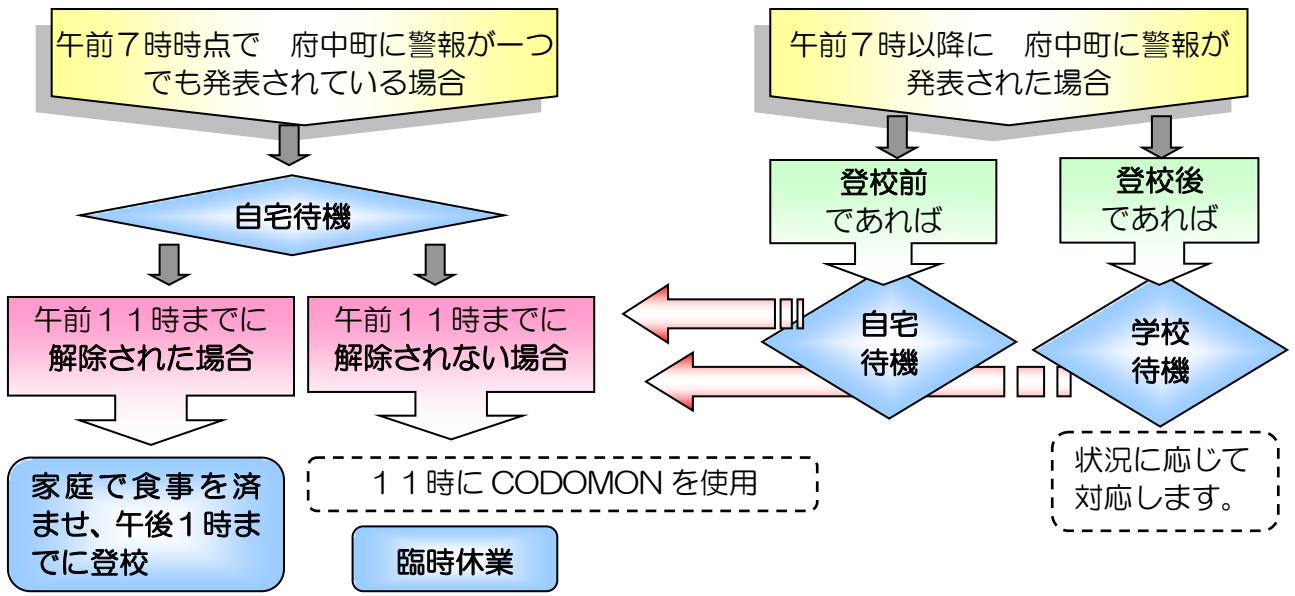 午前７時時点で　府中町に警報が一つ
でも発表されている場合
自宅待機
午前１１時までに
解除された場合
午前１１時までに
解除されない場合
家庭で食事を済
ませ、午後１時ま
でに登校
１１時に CODOMON を使用
臨時休業
午前７時以降に　府中町に警報が
発表された場合
登校前
であれば
自宅
待機
登校後
であれば
学校
待機
状況に応じて
対応します。